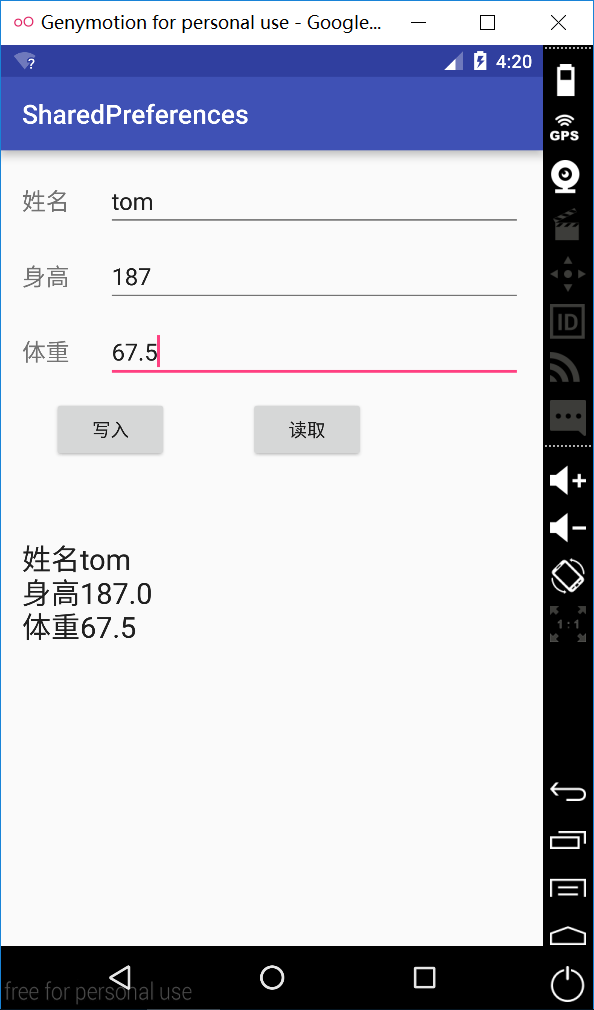 Genymotion for personal use - Google...
4:20
SharedPreferences
GPS
姓名 tom
身高 187
ID
体重 67.5
写入 读取
姓名tom
身高187.0
1:1
体重67.5
free for personal use